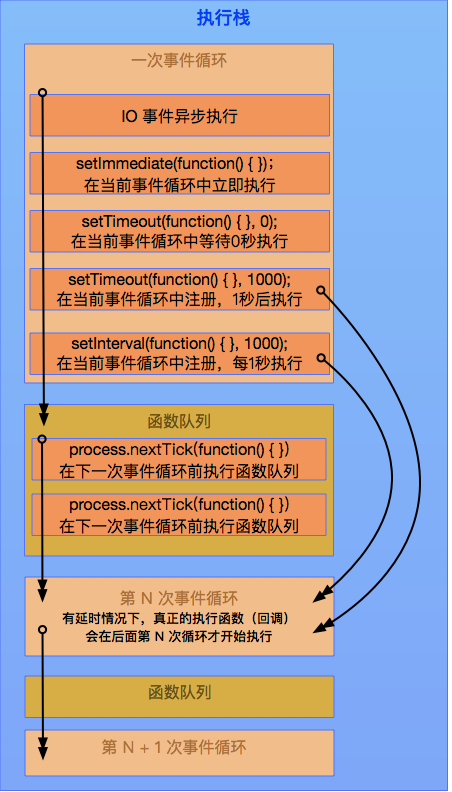 执行栈
一次事件循环
IO 事件异步执行
setImmediate(function() { });
在当前事件循环中立即执行
setTimeout(function() { }, 0);
在当前事件循环中等待0秒执行
setTimeout(function() { }, 1000);
在当前事件循环中注册，1秒后执行
setInterval(function() { }, 1000);
在当前事件循环中注册，每1秒执行
函数队列
process.nextTick(function() { })
在下一次事件循环前执行函数队列
process.nextTick(function() { })
在下一次事件循环前执行函数队列
第 N 次事件循环
有延时情况下，真正的执行函数（回调）
会在后面第 N 次循环才开始执行
函数队列
第 N + 1 次事件循环